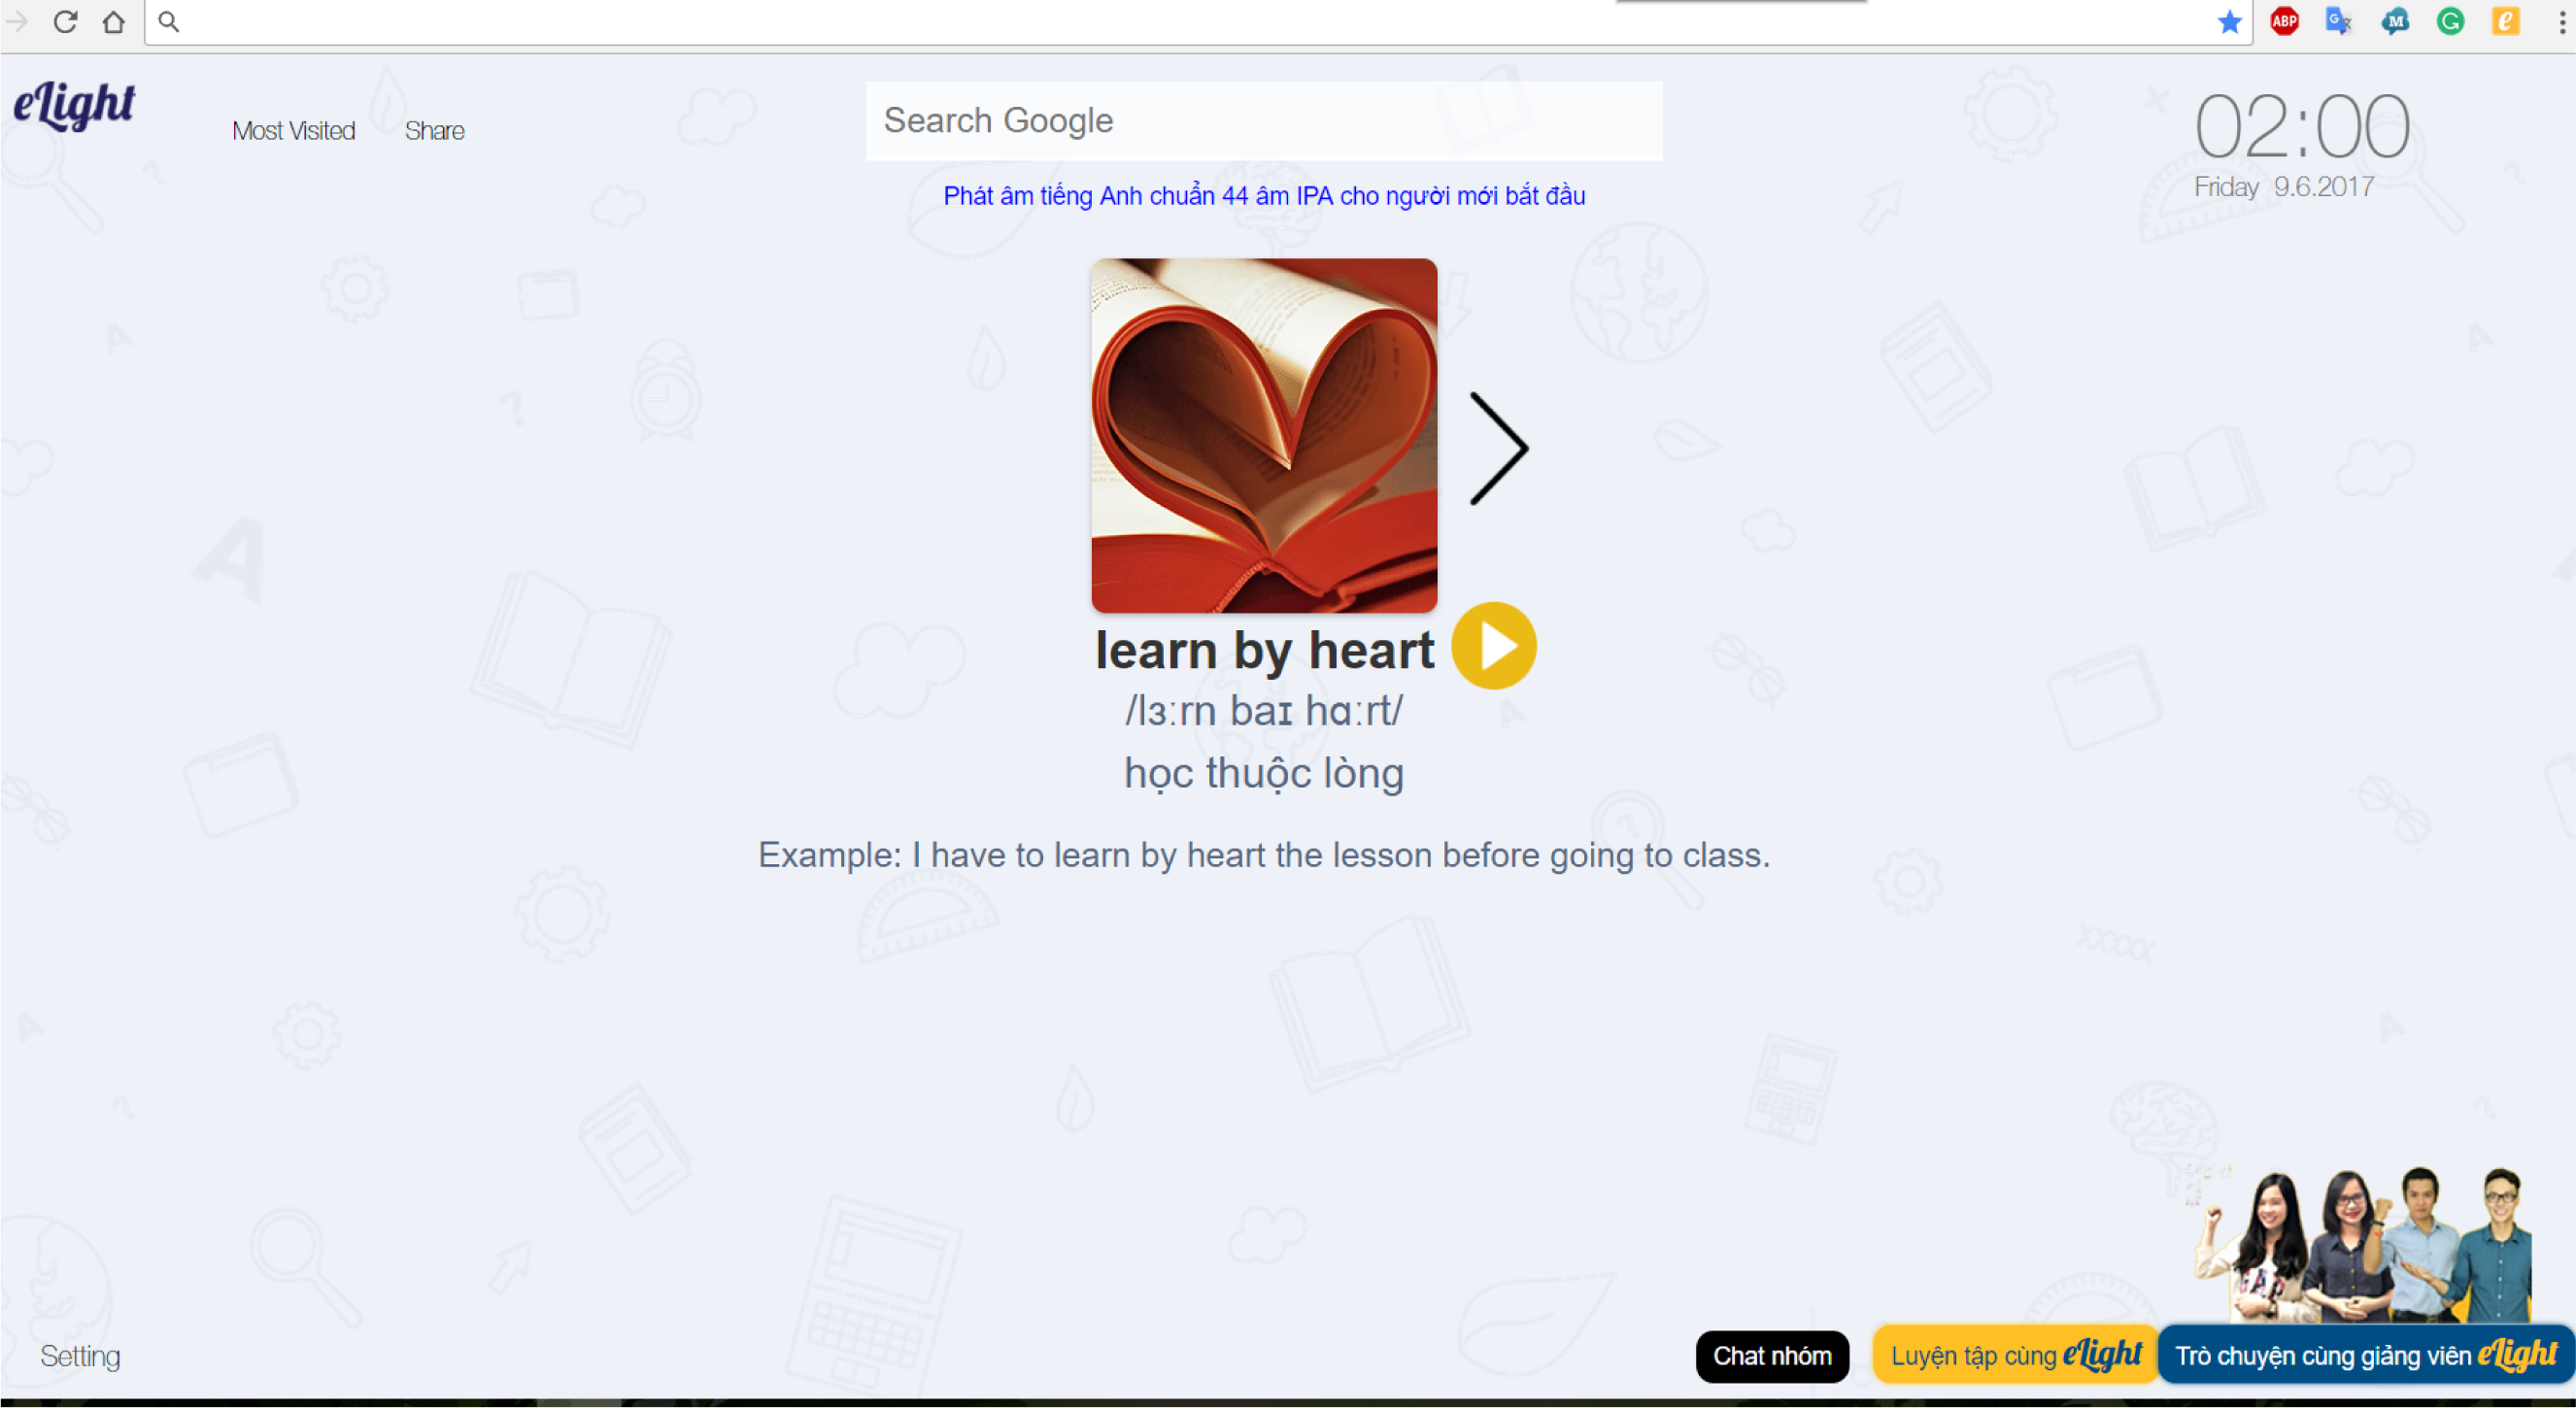 ABP
G
M
G
e
eLight
Most Visited
Share
Search Google
02:00
Friday 9.6.2017
Phát âm tiếng Anh chuẩn 44 âm IPA cho người mới bắt đầu
learn by heart
/lɜːrn baɪ hɑːrt/
học thuộc lòng
Example: I have to learn by heart the lesson before going to class.
Setting
Chat nhóm
Luyện tập cùng eLight
Trò chuyện cùng giảng viên eLight